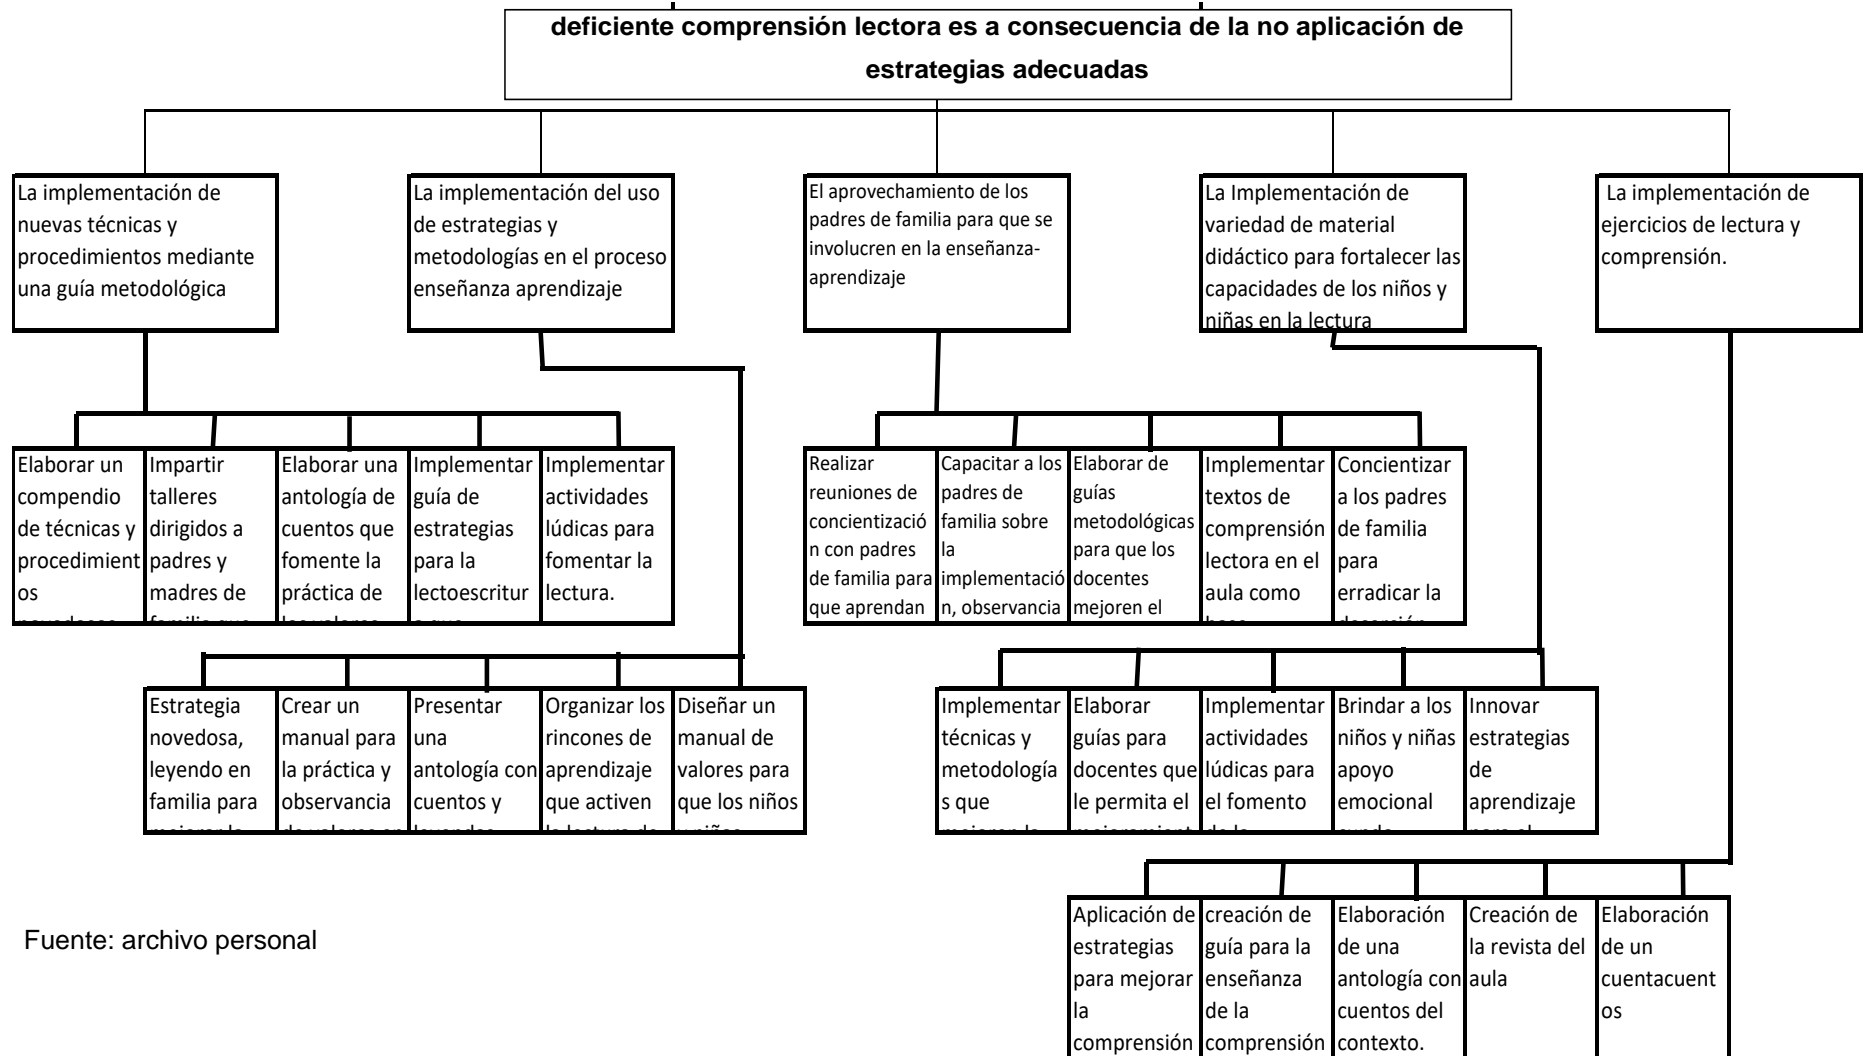 deficiente comprensión lectora es a consecuencia de la no aplicación de
estrategias adecuadas
La implementación de
nuevas técnicas y
procedimientos mediante
una guía metodológica
La implementación del uso
de estrategias y
metodologías en el proceso
enseñanza aprendizaje
El aprovechamiento de los
padres de familia para que se
involucren en la enseñanza-
aprendizaje
La Implementación de
variedad de material
didáctico para fortalecer las
capacidades de los niños y
niñas en la lectura
La implementación de
ejercicios de lectura y
comprensión.
Elaborar un
compendio
de técnicas y
procedimient
os
Impartir
talleres
dirigidos a
padres y
madres de
familia que
Elaborar una
antología de
cuentos que
fomente la
práctica de
los valores
Implementar
guía de
estrategias
para la
lectoescritur
a que
Implementar
actividades
lúdicas para
fomentar la
lectura.
Realizar
reuniones de
concientizació
n con padres
de familia para
que aprendan
Capacitar a los
padres de
familia sobre
la
implementació
n, observancia
Elaborar de
guías
metodológicas
para que los
docentes
mejoren el
Implementar
textos de
comprensión
lectora en el
aula como
Concientizar
a los padres
de familia
para
erradicar la
Estrategia
novedosa,
leyendo en
familia para
Crear un
manual para
la práctica y
observancia
Presentar
una
antología con
cuentos y
Organizar los
rincones de
aprendizaje
que activen
Diseñar un
manual de
valores para
que los niños
Implementar
técnicas y
metodología
s que
Elaborar
guías para
docentes que
le permita el
Implementar
actividades
lúdicas para
el fomento
Brindar a los
niños y niñas
apoyo
emocional
Innovar
estrategias
de
aprendizaje
Aplicación de
estrategias
para mejorar
la
comprensión
creación de
guía para la
enseñanza
de la
comprensión
Elaboración
de una
antología con
cuentos del
contexto.
Creación de
la revista del
aula
Elaboración
de un
cuentacuent
os
Fuente: archivo personal